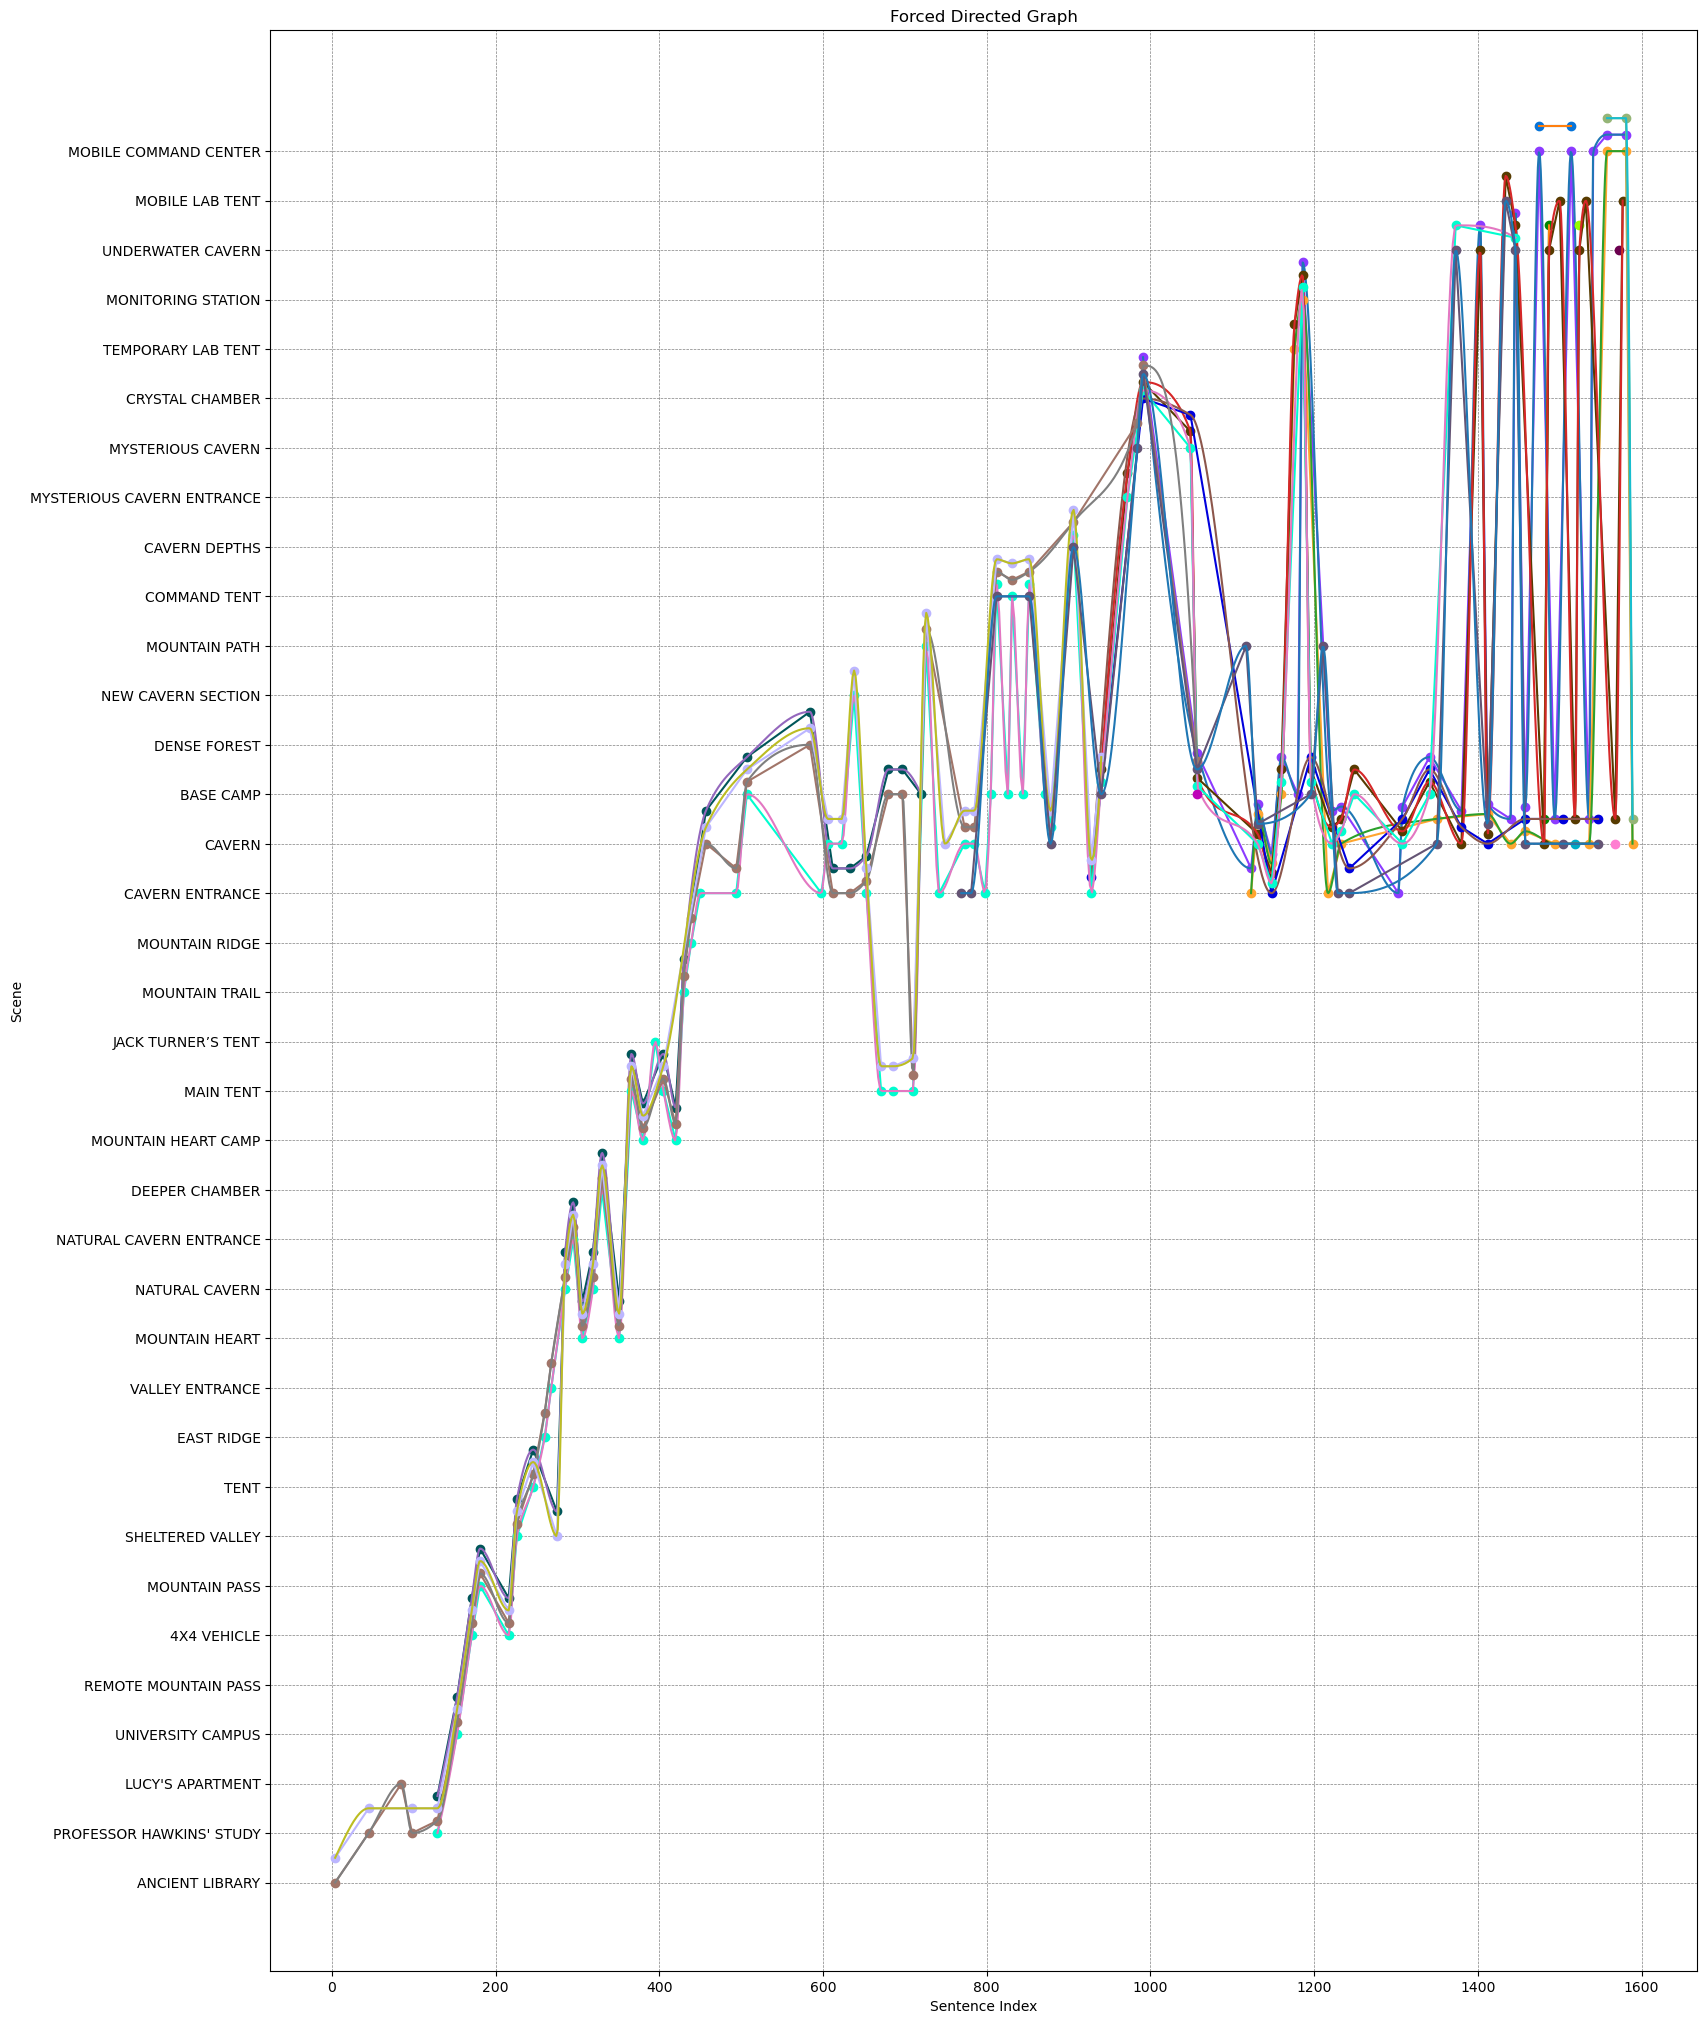 Forced Directed Graph
MOBILE COMMAND CENTER
MOBILE LAB TENT
UNDERWATER CAVERN
MONITORING STATION
TEMPORARY LAB TENT
CRYSTAL CHAMBER
MYSTERIOUS CAVERN
MYSTERIOUS CAVERN ENTRANCE
CAVERN DEPTHS
COMMAND TENT
MOUNTAIN PATH
NEW CAVERN SECTION
DENSE FOREST
BASE CAMP
CAVERN
CAVERN ENTRANCE
MOUNTAIN RIDGE
MOUNTAIN TRAIL
JACK TURNER’S TENT
MAIN TENT
MOUNTAIN HEART CAMP
DEEPER CHAMBER
NATURAL CAVERN ENTRANCE
NATURAL CAVERN
MOUNTAIN HEART
VALLEY ENTRANCE
EAST RIDGE
TENT
SHELTERED VALLEY
MOUNTAIN PASS
4X4 VEHICLE
REMOTE MOUNTAIN PASS
UNIVERSITY CAMPUS
LUCY'S APARTMENT
PROFESSOR HAWKINS' STUDY
ANCIENT LIBRARY
Scene
0 200 400 600 800 1000 1200 1400 1600
Sentence Index